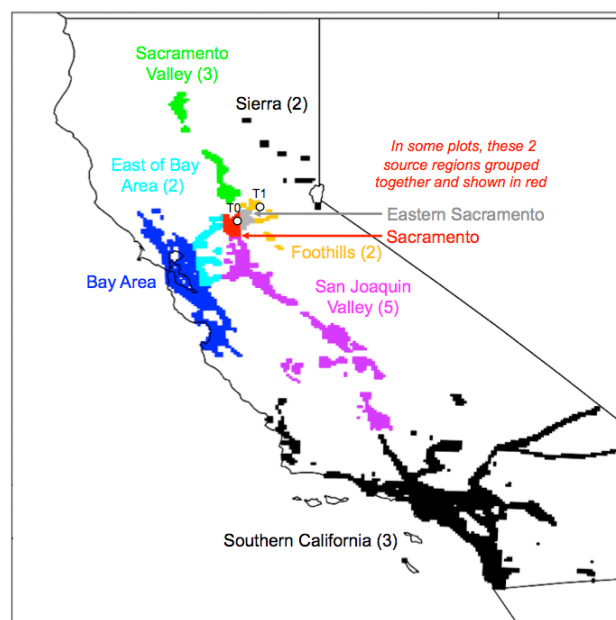 Sacramento
Valley (3)
Sierra (2)
In some plots, these 2
source regions grouped
together and shown in red
East of Bay
Area (2)
T1
T0
Eastern Sacramento
Sacramento
Foothills (2)
Bay Area
San Joaquin
Valley (5)
Southern California (3)